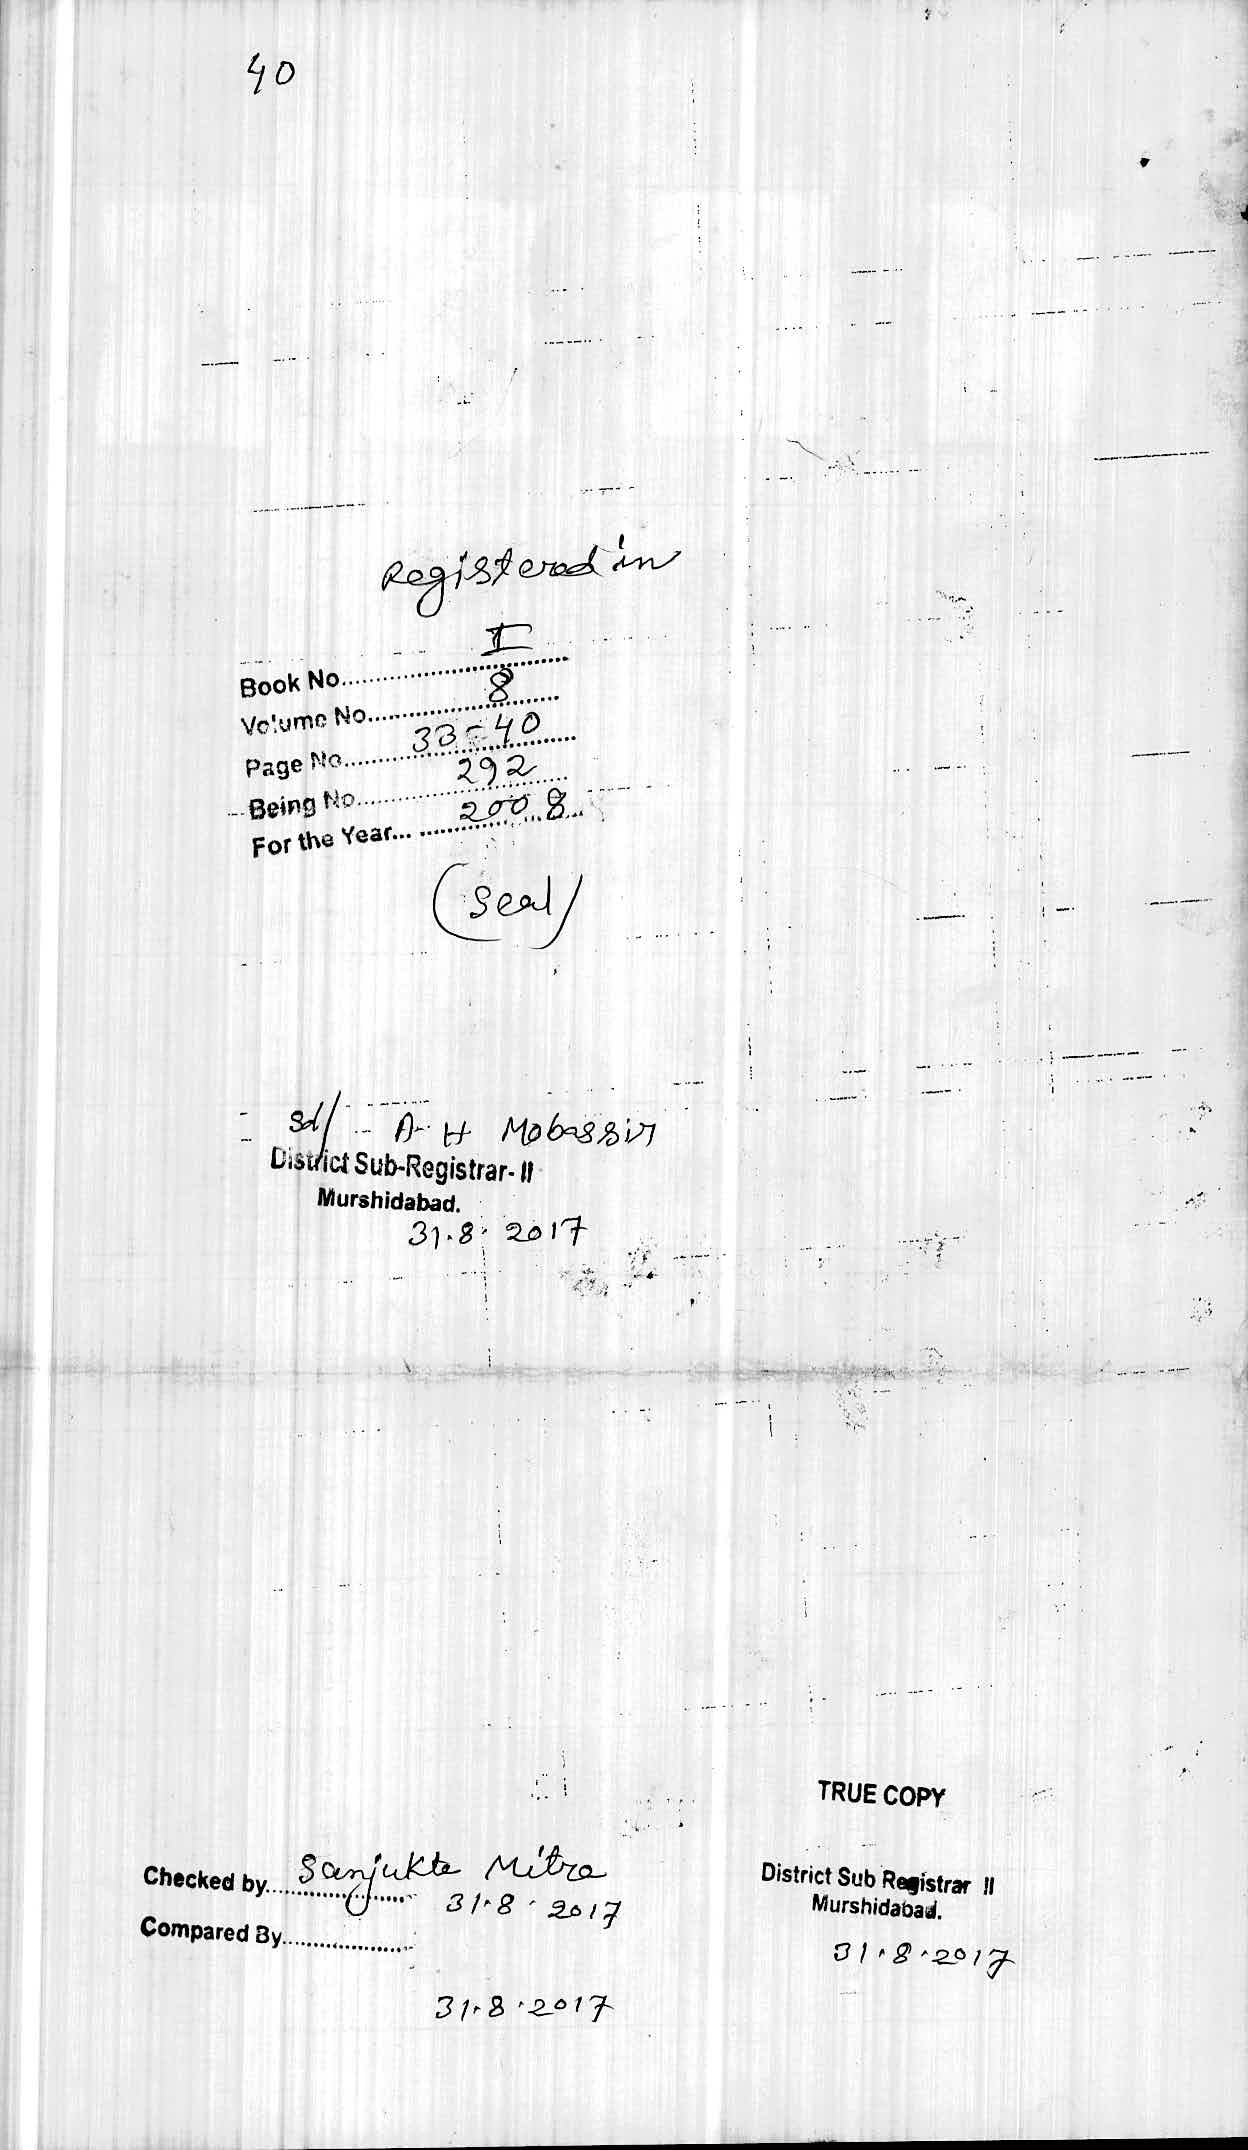 40
Registered in
Book No. I
Volume No. 8
Page No. 33-40
Being No. 292
For the Year... 2008
(Seal)
Sd/- A H Mobassir
District Sub-Registrar-II
Murshidabad.
31.8.2017
TRUE COPY
Checked by Sanjukta Mitra
31.8.2017
District Sub Registrar II
Murshidabad.
Compared By
31.8.2017
31.8.2017